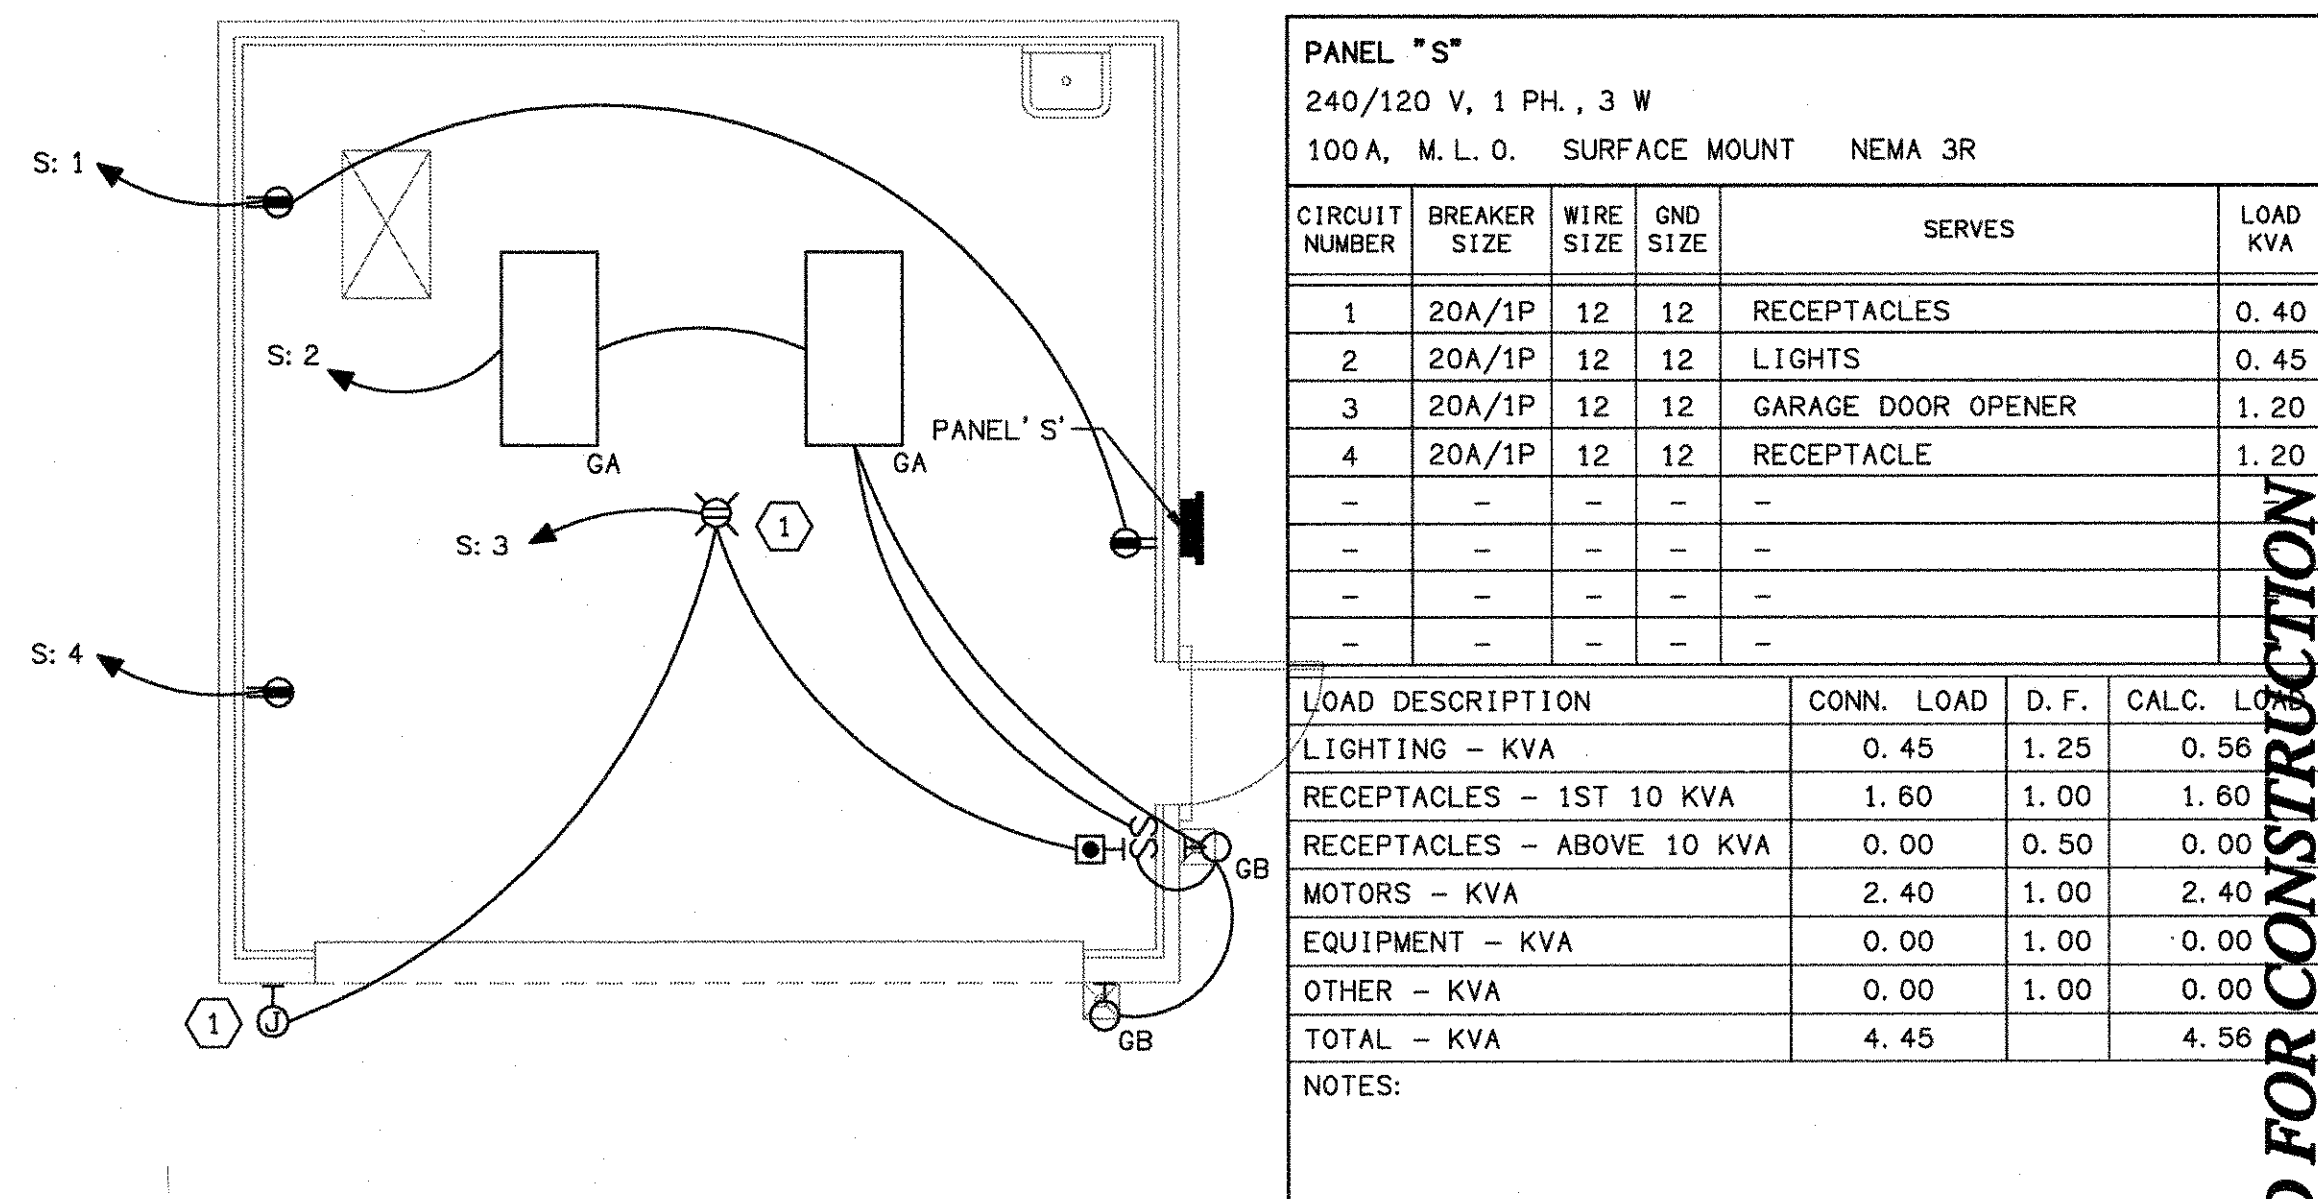 S: 1
S: 2
GA
GA
PANEL'S'
S: 3
1
S: 4
S
S
GB
1
J
GB
PANEL "S"
240/120 V, 1 PH., 3 W
100 A, M.L.O. SURFACE MOUNT NEMA 3R
CIRCUIT NUMBER BREAKER SIZE WIRE SIZE GND SIZE SERVES LOAD KVA
1 20A/1P 12 12 RECEPTACLES 0.40
2 20A/1P 12 12 LIGHTS 0.45
3 20A/1P 12 12 GARAGE DOOR OPENER 1.20
4 20A/1P 12 12 RECEPTACLE 1.20
- - - - -
- - - - -
- - - - -
- - - - -
LOAD DESCRIPTION CONN. LOAD D.F. CALC. LOAD
LIGHTING - KVA 0.45 1.25 0.56
RECEPTACLES - 1ST 10 KVA 1.60 1.00 1.60
RECEPTACLES - ABOVE 10 KVA 0.00 0.50 0.00
MOTORS - KVA 2.40 1.00 2.40
EQUIPMENT - KVA 0.00 1.00 0.00
OTHER - KVA 0.00 1.00 0.00
TOTAL - KVA 4.45 4.56
NOTES:
FOR CONSTRUCTION